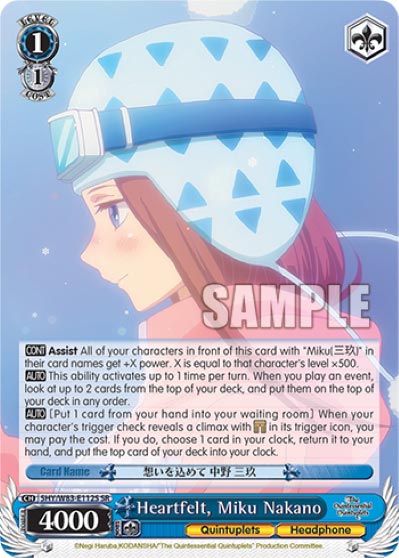 LEVEL
1
1
COST
SAMPLE
CONT Assist All of your characters in front of this card with "Miku(三玖)" in
their card names get +X power. X is equal to that character's level ×500.
AUTO This ability activates up to 1 time per turn. When you play an event,
look at up to 2 cards from the top of your deck, and put them on the top of
your deck in any order.
AUTO [Put 1 card from your hand into your waiting room] When your
character's trigger check reveals a climax with in its trigger icon, you
may pay the cost. If you do, choose 1 card in your clock, return it to your
hand, and put the top card of your deck into your clock.
Card Name 想いを込めて 中野 三玖
CH 5HY/W83-E112S SR
The Quintessential Quintuplets
4000
Heartfelt, Miku Nakano
Quintuplets Headphone
©Negi Haruba,KODANSHA/"The Quintessential Quintuplets" Production Committee